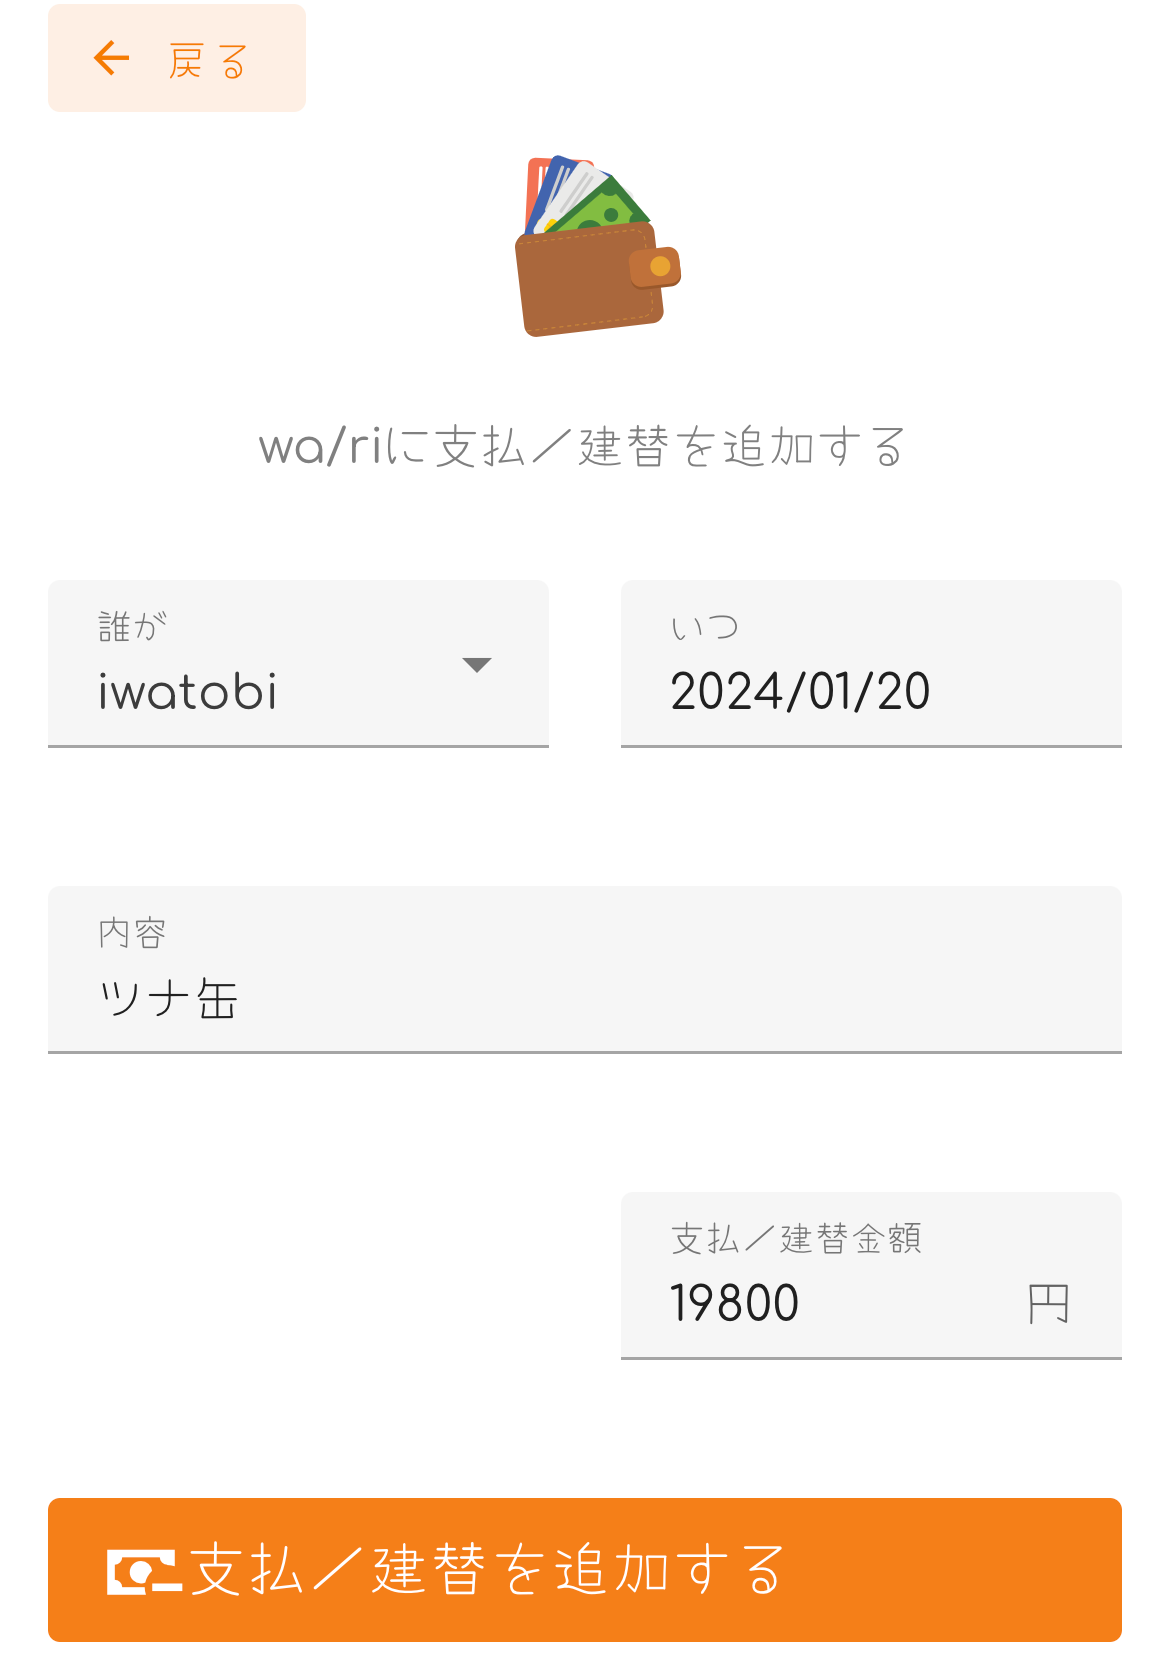 戻る
wa/riに支払／建替を追加する
誰が
iwatobi
いつ
2024/01/20
内容
ツナ缶
支払／建替金額
19800 円
支払／建替を追加する